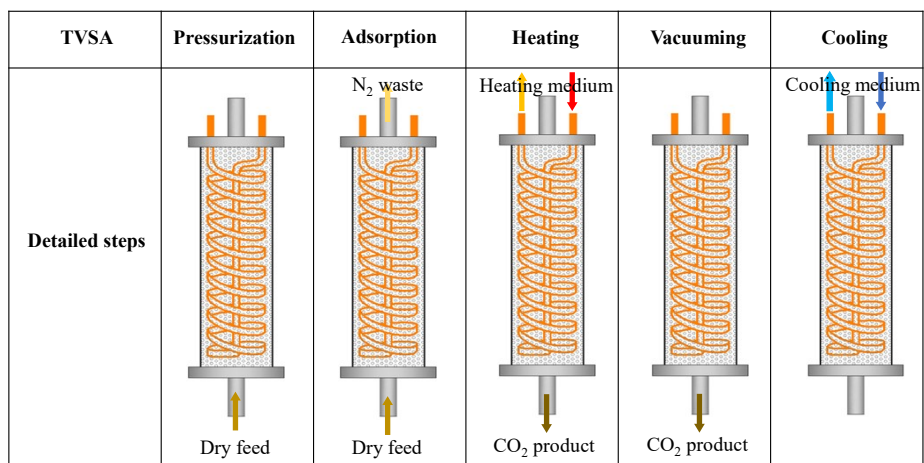 TVSA Pressurization Adsorption Heating Vacuuming Cooling
N₂ waste Heating medium Cooling medium
Detailed steps
Dry feed Dry feed CO₂ product CO₂ product